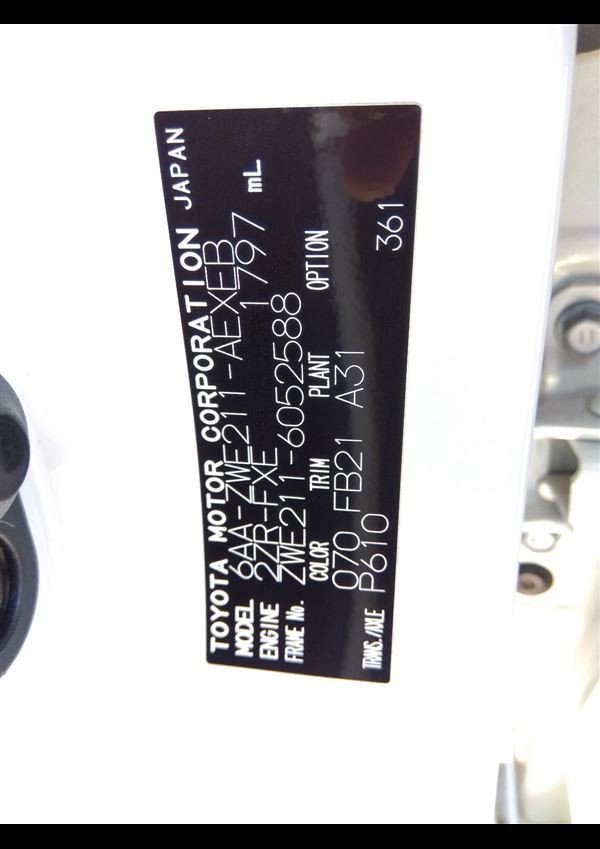 TOYOTA MOTOR CORPORATION JAPAN
MODEL 6AA-ZWE211-AEXEB
ENGINE 2ZR-FXE 1797 mL
FRAME No. ZWE211-6052588
COLOR TRIM PLANT OPTION
070 FB21 A31
TRANS./AXLE P610 361